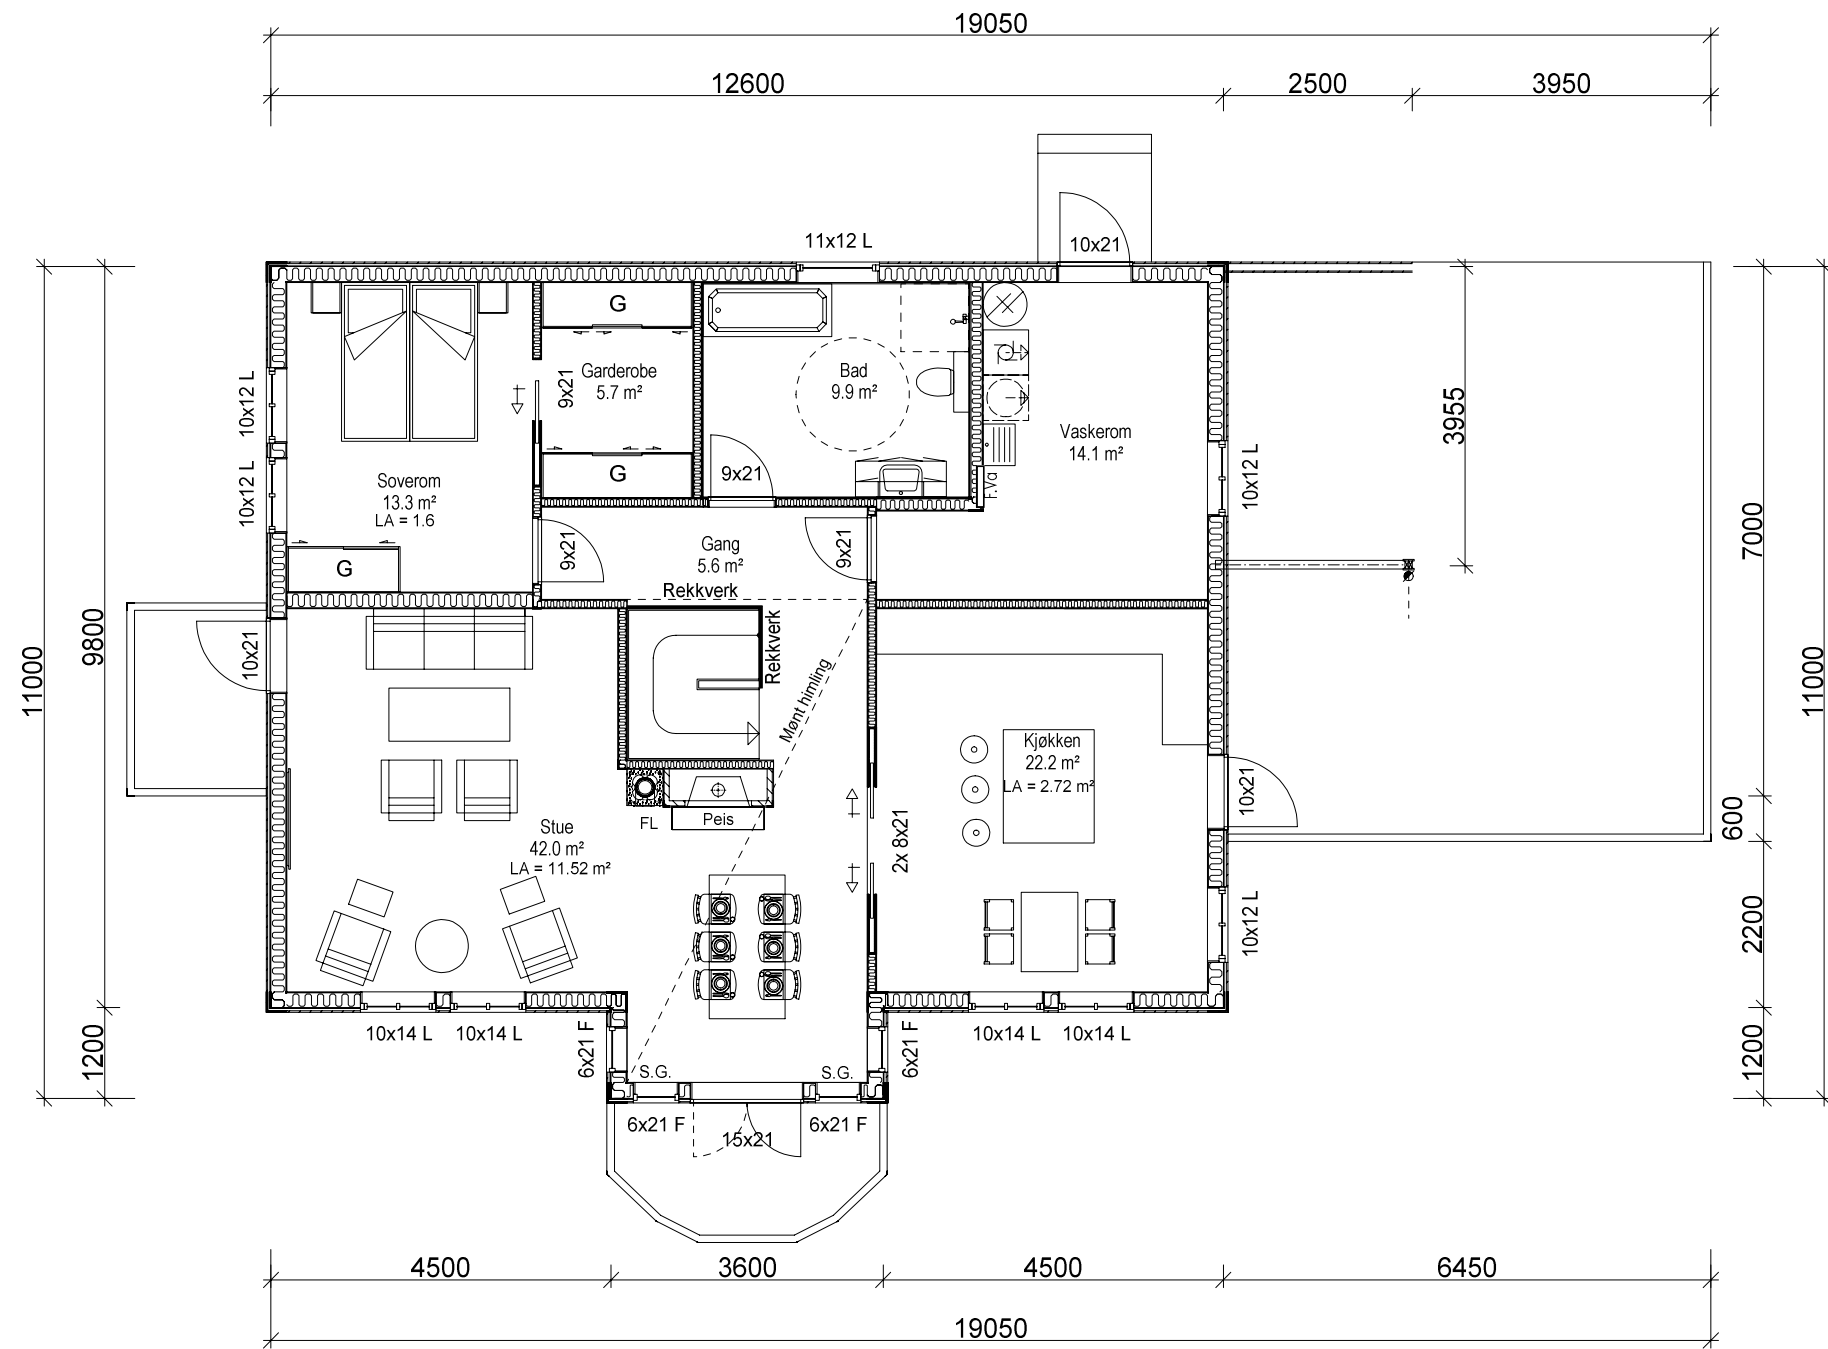 19050
12600
2500
3950
11x12 L
10x21
G
Garderobe
5.7 m²
9x21
G
Bad
9.9 m²
9x21
Vaskerom
14.1 m²
F.Va
10x12 L
10x12 L
Soverom
13.3 m²
LA = 1.6
G
10x12 L
3955
7000
9x21
Gang
5.6 m²
9x21
Rekkverk
Rekkverk
Mønt himling
11000
9800
10x21
Kjøkken
22.2 m²
LA = 2.72 m²
10x21
11000
600
Stue
42.0 m²
LA = 11.52 m²
FL
Peis
2x 8x21
10x12 L
2200
1200
10x14 L
10x14 L
6x21 F
S.G.
S.G.
6x21 F
10x14 L
10x14 L
1200
6x21 F
15x21
6x21 F
4500
3600
4500
6450
19050